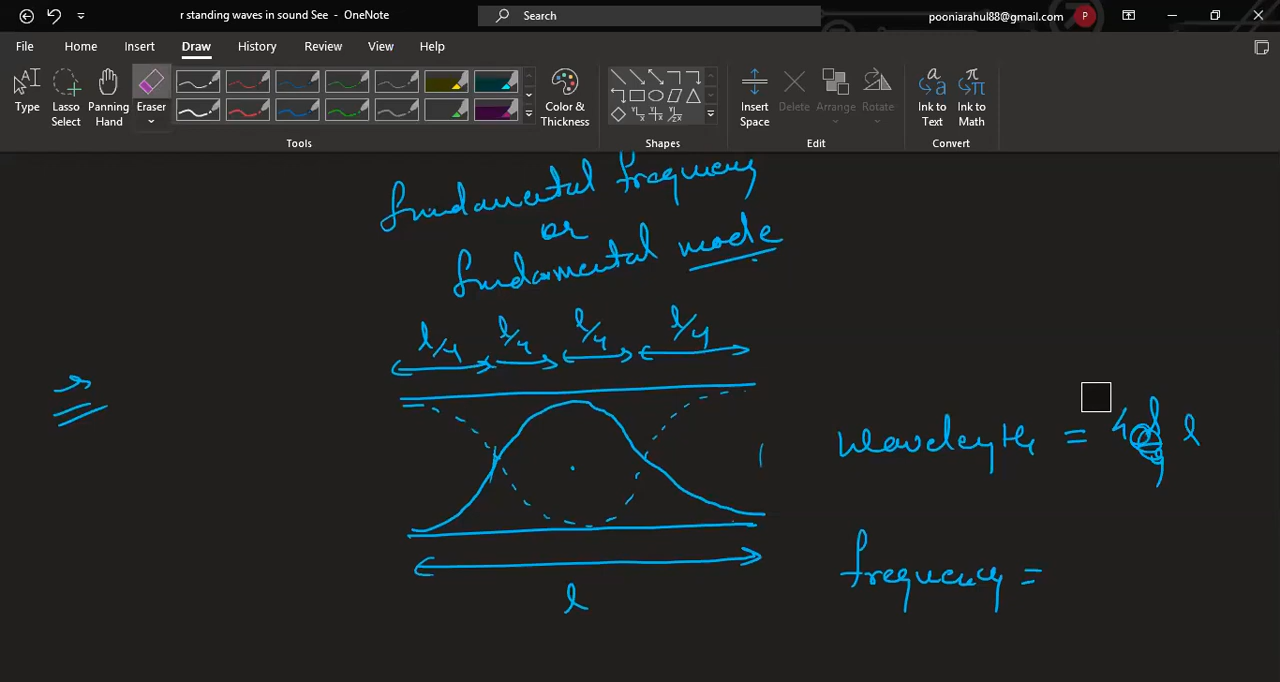 r standing waves in sound See - OneNote
Search
pooniarahul88@gmail.com
P
File Home Insert Draw History Review View Help
Type
Lasso Select
Panning Hand
Eraser
Color & Thickness
Insert Space
Delete
Arrange
Rotate
Ink to Text
Ink to Math
Tools
Shapes
Edit
Convert
fundamental frequency
or
fundamental mode
l/4 l/4 l/4 l/4
wavelength = l
frequency =
l